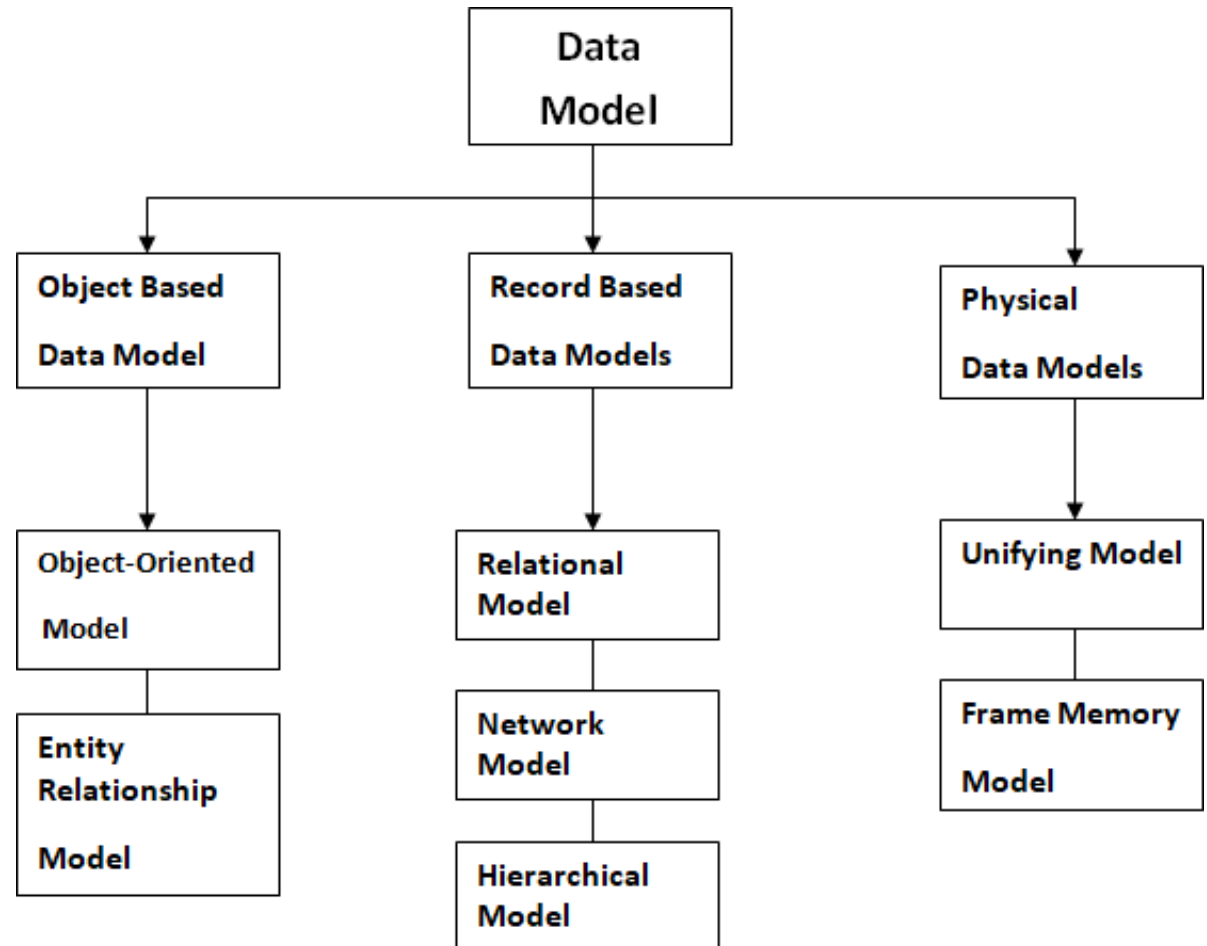 Data
Model
Object Based
Data Model
Record Based
Data Models
Physical
Data Models
Object-Oriented
Model
Relational
Model
Unifying Model
Entity
Relationship
Model
Network
Model
Frame Memory
Model
Hierarchical
Model